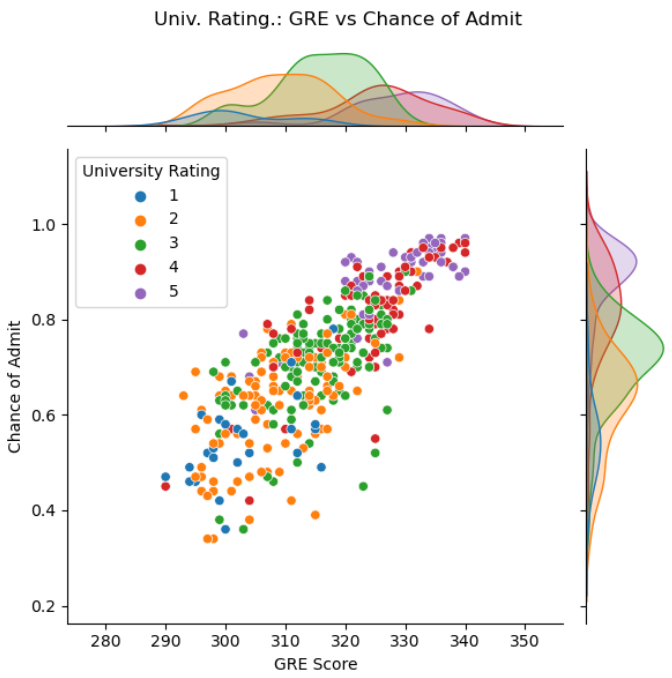 Univ. Rating.: GRE vs Chance of Admit
University Rating
1
2
3
4
5
1.0
0.8
0.6
0.4
0.2
Chance of Admit
280 290 300 310 320 330 340 350
GRE Score